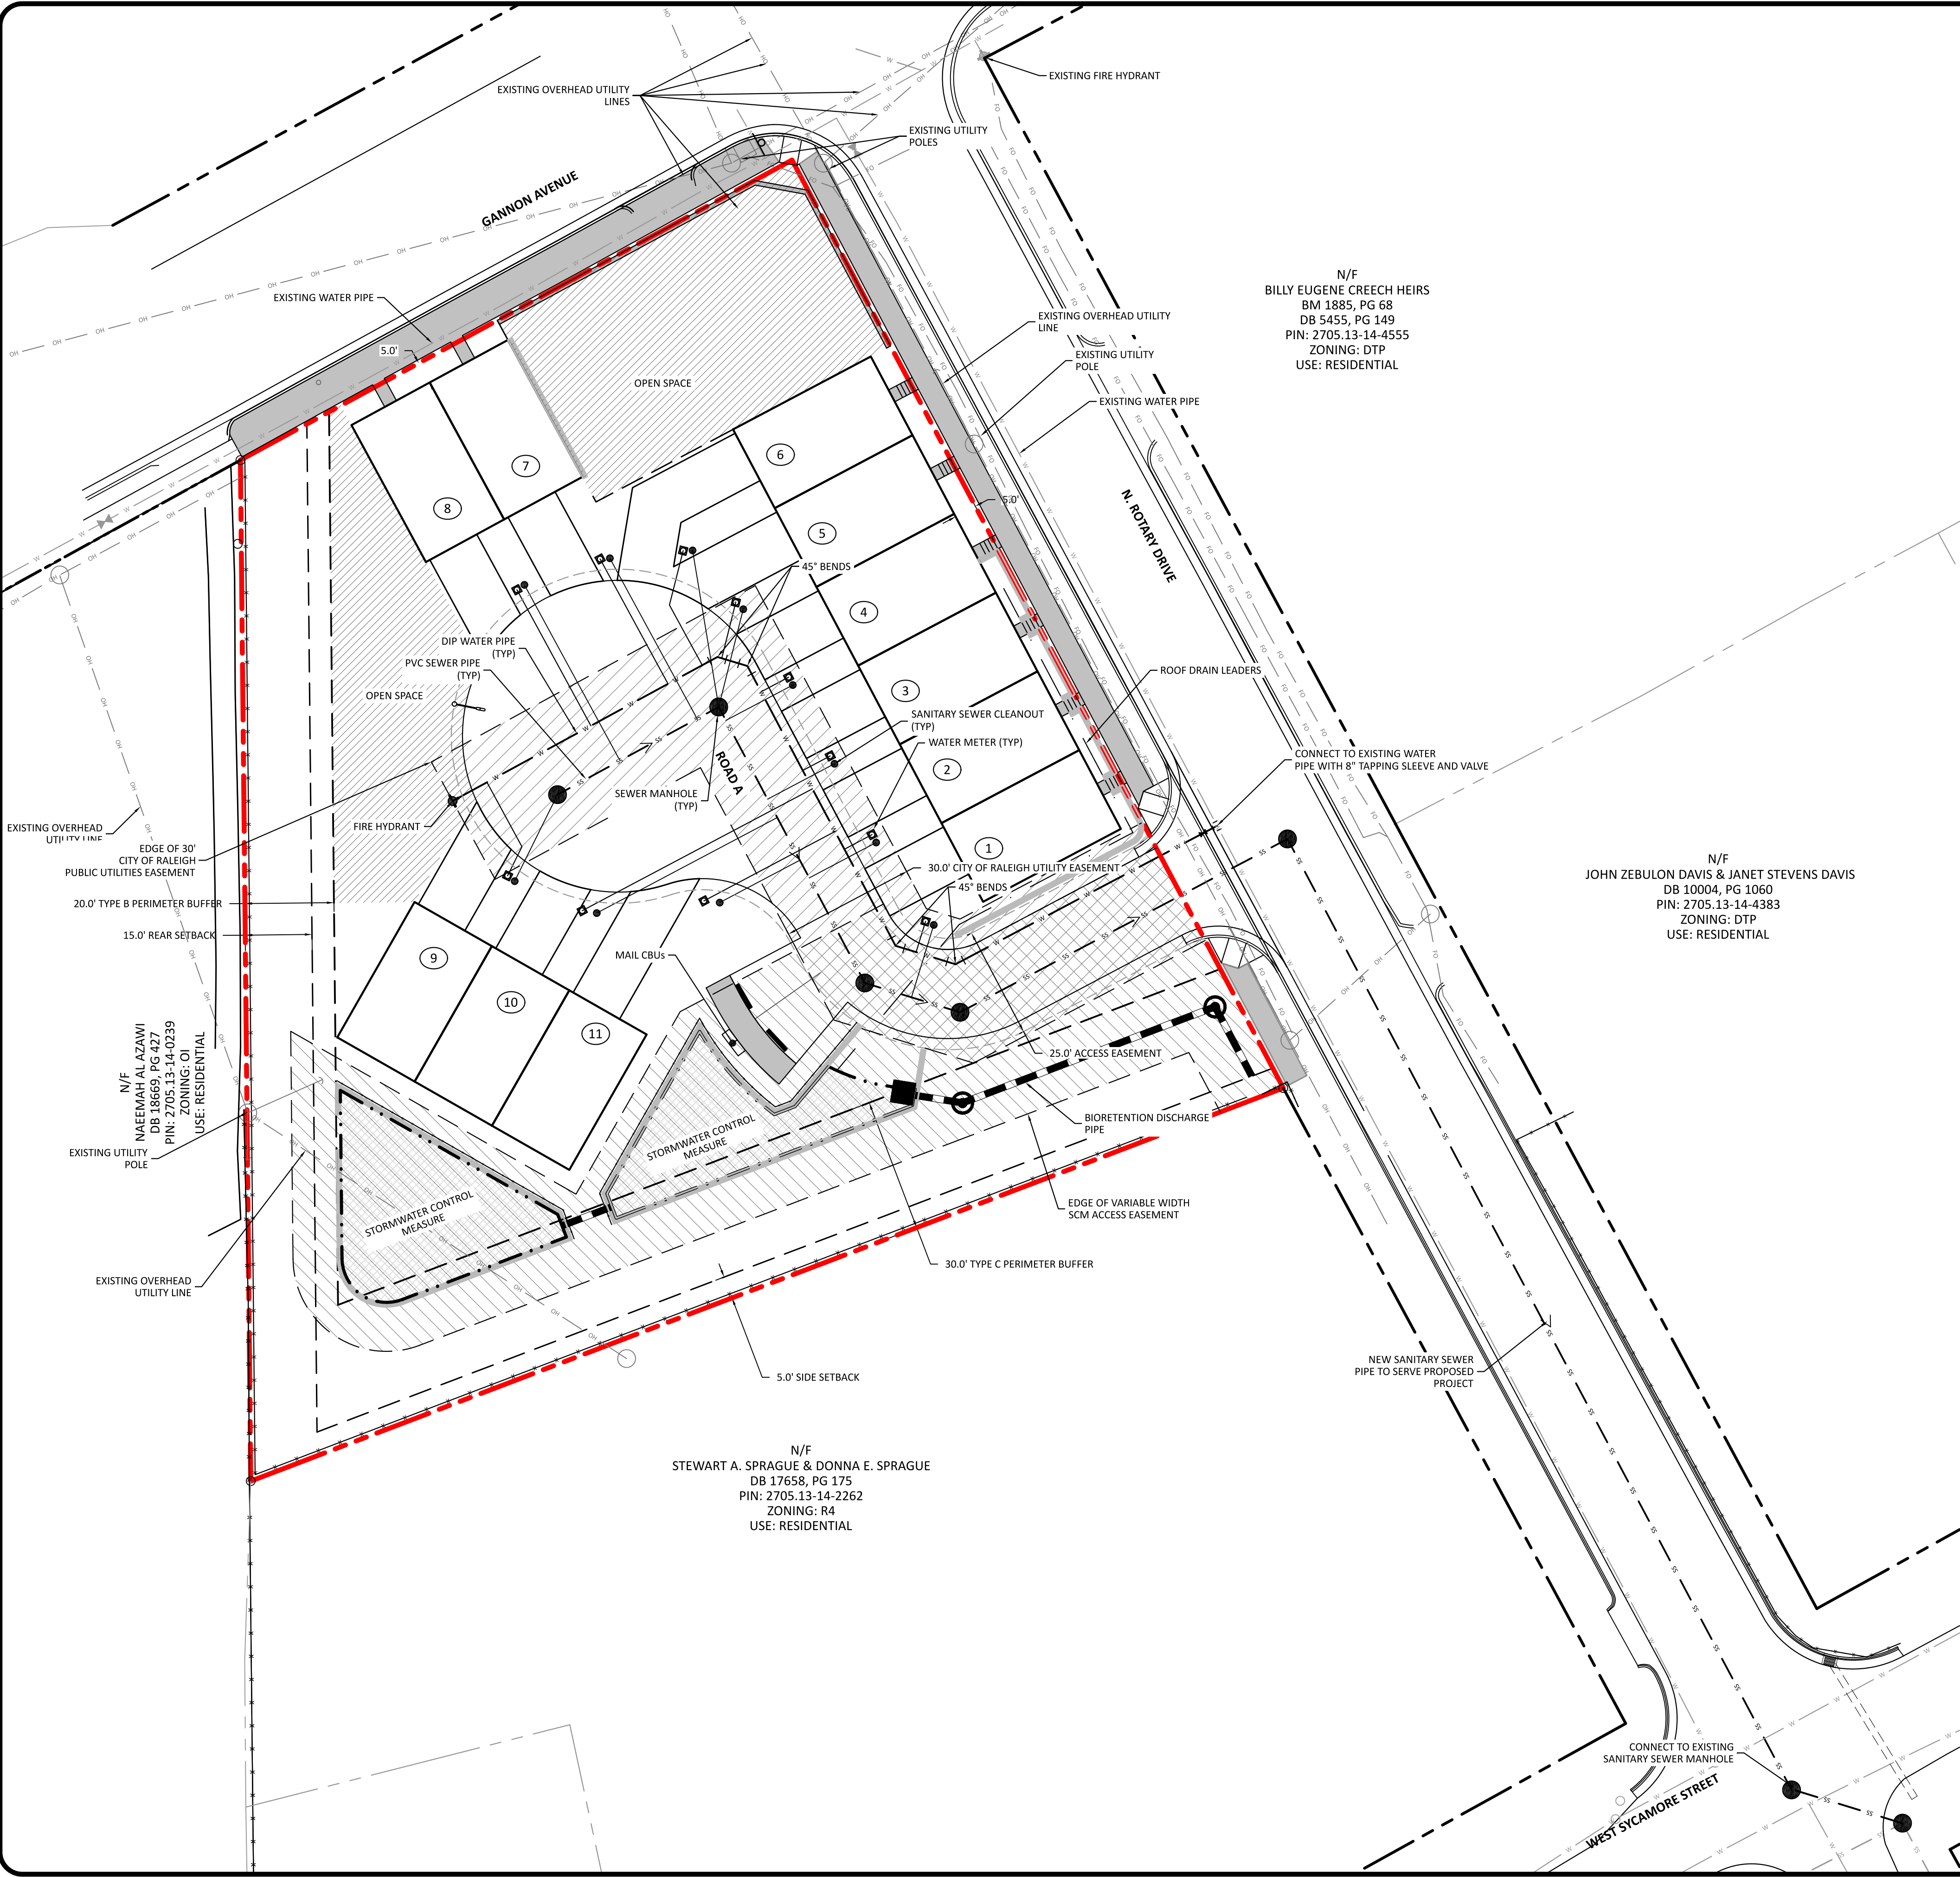 EXISTING FIRE HYDRANT
EXISTING OVERHEAD UTILITY
LINES
EXISTING UTILITY
POLES
GANNON AVENUE
EXISTING WATER PIPE
5.0'
N/F
BILLY EUGENE CREECH HEIRS
BM 1885, PG 68
DB 5455, PG 149
PIN: 2705.13-14-4555
ZONING: DTP
USE: RESIDENTIAL
EXISTING OVERHEAD UTILITY
LINE
EXISTING UTILITY
POLE
EXISTING WATER PIPE
OPEN SPACE
7
8
6
5
4
3
2
1
5.0'
N. ROTARY DRIVE
45° BENDS
DIP WATER PIPE
(TYP)
PVC SEWER PIPE
(TYP)
OPEN SPACE
ROOF DRAIN LEADERS
SANITARY SEWER CLEANOUT
(TYP)
WATER METER (TYP)
ROAD A
SEWER MANHOLE
(TYP)
CONNECT TO EXISTING WATER
PIPE WITH 8" TAPPING SLEEVE AND VALVE
FIRE HYDRANT
EXISTING OVERHEAD
UTILITY LINE
EDGE OF 30'
CITY OF RALEIGH
PUBLIC UTILITIES EASEMENT
20.0' TYPE B PERIMETER BUFFER
15.0' REAR SETBACK
30.0' CITY OF RALEIGH UTILITY EASEMENT
45° BENDS
N/F
JOHN ZEBULON DAVIS & JANET STEVENS DAVIS
DB 10004, PG 1060
PIN: 2705.13-14-4383
ZONING: DTP
USE: RESIDENTIAL
MAIL CBUs
9
10
11
25.0' ACCESS EASEMENT
N/F
NAEEMAH AL AZAWI
DB 18669, PG 427
PIN: 2705.13-14-0239
ZONING: OI
USE: RESIDENTIAL
BIORETENTION DISCHARGE
PIPE
EXISTING UTILITY
POLE
STORMWATER CONTROL
MEASURE
STORMWATER CONTROL
MEASURE
EDGE OF VARIABLE WIDTH
SCM ACCESS EASEMENT
30.0' TYPE C PERIMETER BUFFER
EXISTING OVERHEAD
UTILITY LINE
5.0' SIDE SETBACK
NEW SANITARY SEWER
PIPE TO SERVE PROPOSED
PROJECT
N/F
STEWART A. SPRAGUE & DONNA E. SPRAGUE
DB 17658, PG 175
PIN: 2705.13-14-2262
ZONING: R4
USE: RESIDENTIAL
CONNECT TO EXISTING
SANITARY SEWER MANHOLE
WEST SYCAMORE STREET